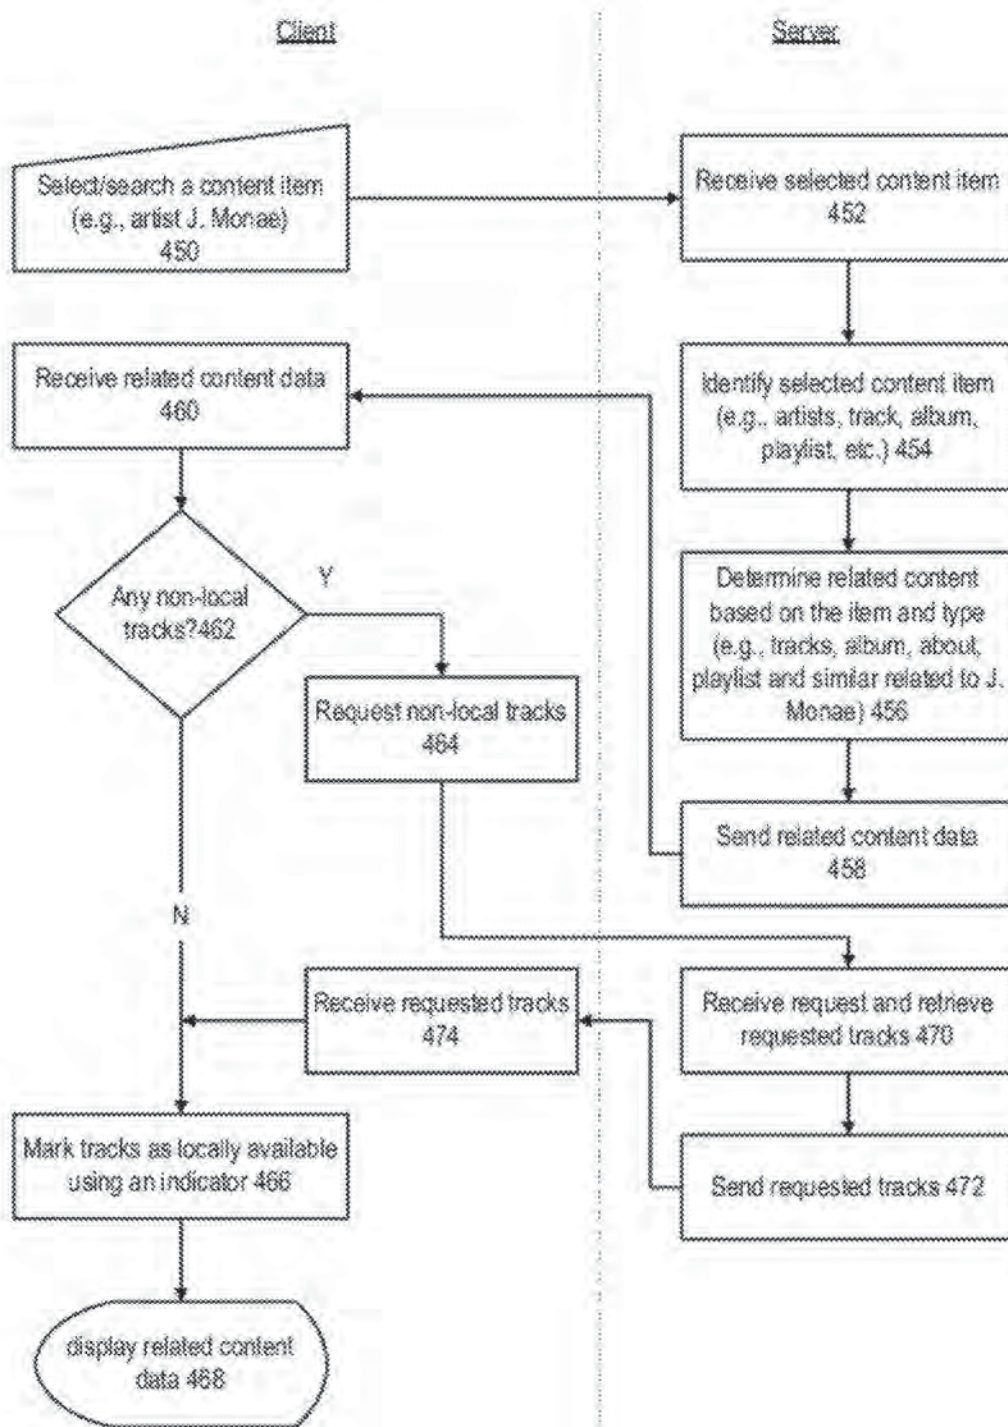 Client
Server
Select/search a content item
(e.g., artist J. Monae)
450
Receive selected content item
452
Receive related content data
460
Identify selected content item
(e.g., artists, track, album,
playlist, etc.) 454
Any non-local
tracks?462
Y
Determine related content
based on the item and type
(e.g., tracks, album, about,
playlist and similar related to J.
Monae) 456
Request non-local tracks
464
Send related content data
458
N
Receive requested tracks
474
Receive request and retrieve
requested tracks 470
Mark tracks as locally available
using an indicator 466
Send requested tracks 472
display related content
data 468